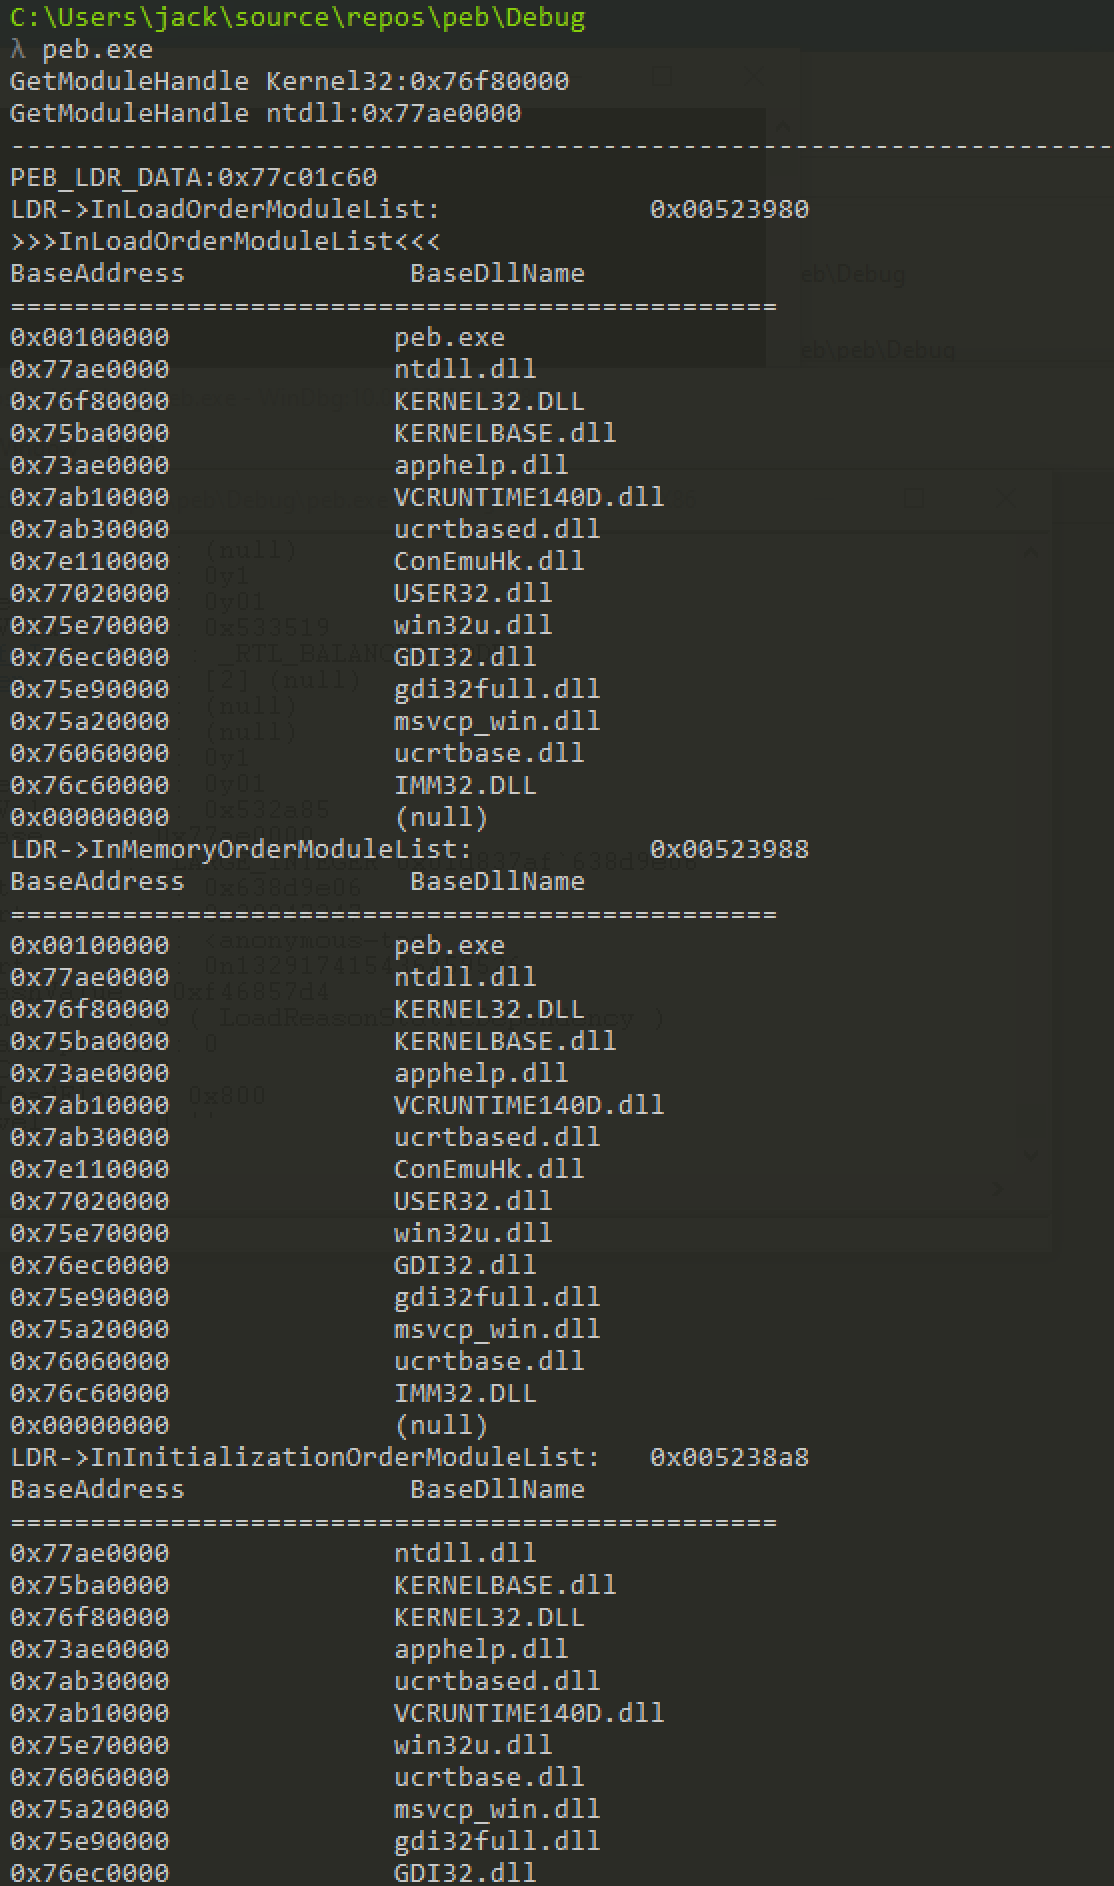 C:\Users\jack\source\repos\peb\Debug
λ peb.exe
GetModuleHandle Kernel32:0x76f80000
GetModuleHandle ntdll:0x77ae0000
---------------------------------------------------------------------
PEB_LDR_DATA:0x77c01c60
LDR->InLoadOrderModuleList: 0x00523980
>>>InLoadOrderModuleList<<<
BaseAddress BaseDllName
================================================
0x00100000 peb.exe
0x77ae0000 ntdll.dll
0x76f80000 KERNEL32.DLL
0x75ba0000 KERNELBASE.dll
0x73ae0000 apphelp.dll
0x7ab10000 VCRUNTIME140D.dll
0x7ab30000 ucrtbased.dll
0x7e110000 ConEmuHk.dll
0x77020000 USER32.dll
0x75e70000 win32u.dll
0x76ec0000 GDI32.dll
0x75e90000 gdi32full.dll
0x75a20000 msvcp_win.dll
0x76060000 ucrtbase.dll
0x76c60000 IMM32.DLL
0x00000000 (null)
LDR->InMemoryOrderModuleList: 0x00523988
BaseAddress BaseDllName
================================================
0x00100000 peb.exe
0x77ae0000 ntdll.dll
0x76f80000 KERNEL32.DLL
0x75ba0000 KERNELBASE.dll
0x73ae0000 apphelp.dll
0x7ab10000 VCRUNTIME140D.dll
0x7ab30000 ucrtbased.dll
0x7e110000 ConEmuHk.dll
0x77020000 USER32.dll
0x75e70000 win32u.dll
0x76ec0000 GDI32.dll
0x75e90000 gdi32full.dll
0x75a20000 msvcp_win.dll
0x76060000 ucrtbase.dll
0x76c60000 IMM32.DLL
0x00000000 (null)
LDR->InInitializationOrderModuleList: 0x005238a8
BaseAddress BaseDllName
================================================
0x77ae0000 ntdll.dll
0x75ba0000 KERNELBASE.dll
0x76f80000 KERNEL32.DLL
0x73ae0000 apphelp.dll
0x7ab30000 ucrtbased.dll
0x7ab10000 VCRUNTIME140D.dll
0x75e70000 win32u.dll
0x76060000 ucrtbase.dll
0x75a20000 msvcp_win.dll
0x75e90000 gdi32full.dll
0x76ec0000 GDI32.dll